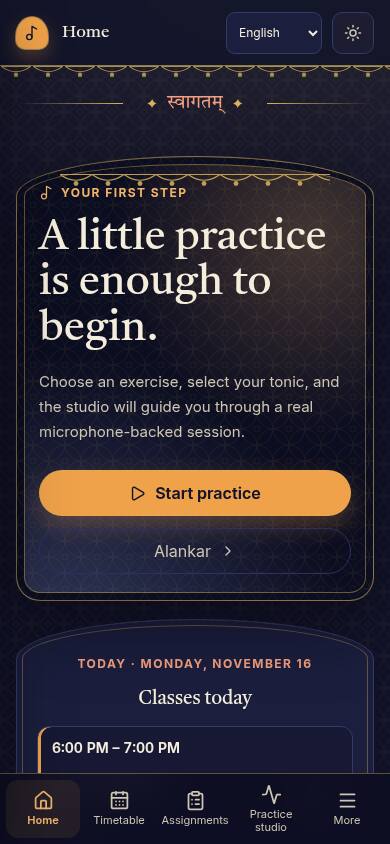 Home
English
स्वागतम्
YOUR FIRST STEP
A little practice
is enough to
begin.
Choose an exercise, select your tonic, and
the studio will guide you through a real
microphone-backed session.
Start practice
Alankar
TODAY · MONDAY, NOVEMBER 16
Classes today
6:00 PM – 7:00 PM
Home
Timetable
Assignments
Practice
studio
More